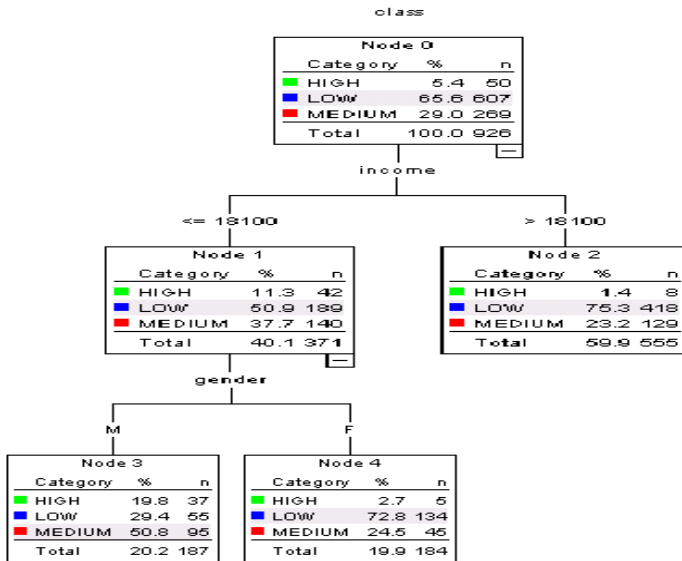 class
Node 0
Category % n
HIGH 5.4 50
LOW 65.6 607
MEDIUM 29.0 269
Total 100.0 926
income
<= 18100 > 18100
Node 1
Category % n
HIGH 11.3 42
LOW 50.9 189
MEDIUM 37.7 140
Total 40.1 371
Node 2
Category % n
HIGH 1.4 8
LOW 75.3 418
MEDIUM 23.2 129
Total 59.9 555
gender
M F
Node 3
Category % n
HIGH 19.8 37
LOW 29.4 55
MEDIUM 50.8 95
Total 20.2 187
Node 4
Category % n
HIGH 2.7 5
LOW 72.8 134
MEDIUM 24.5 45
Total 19.9 184